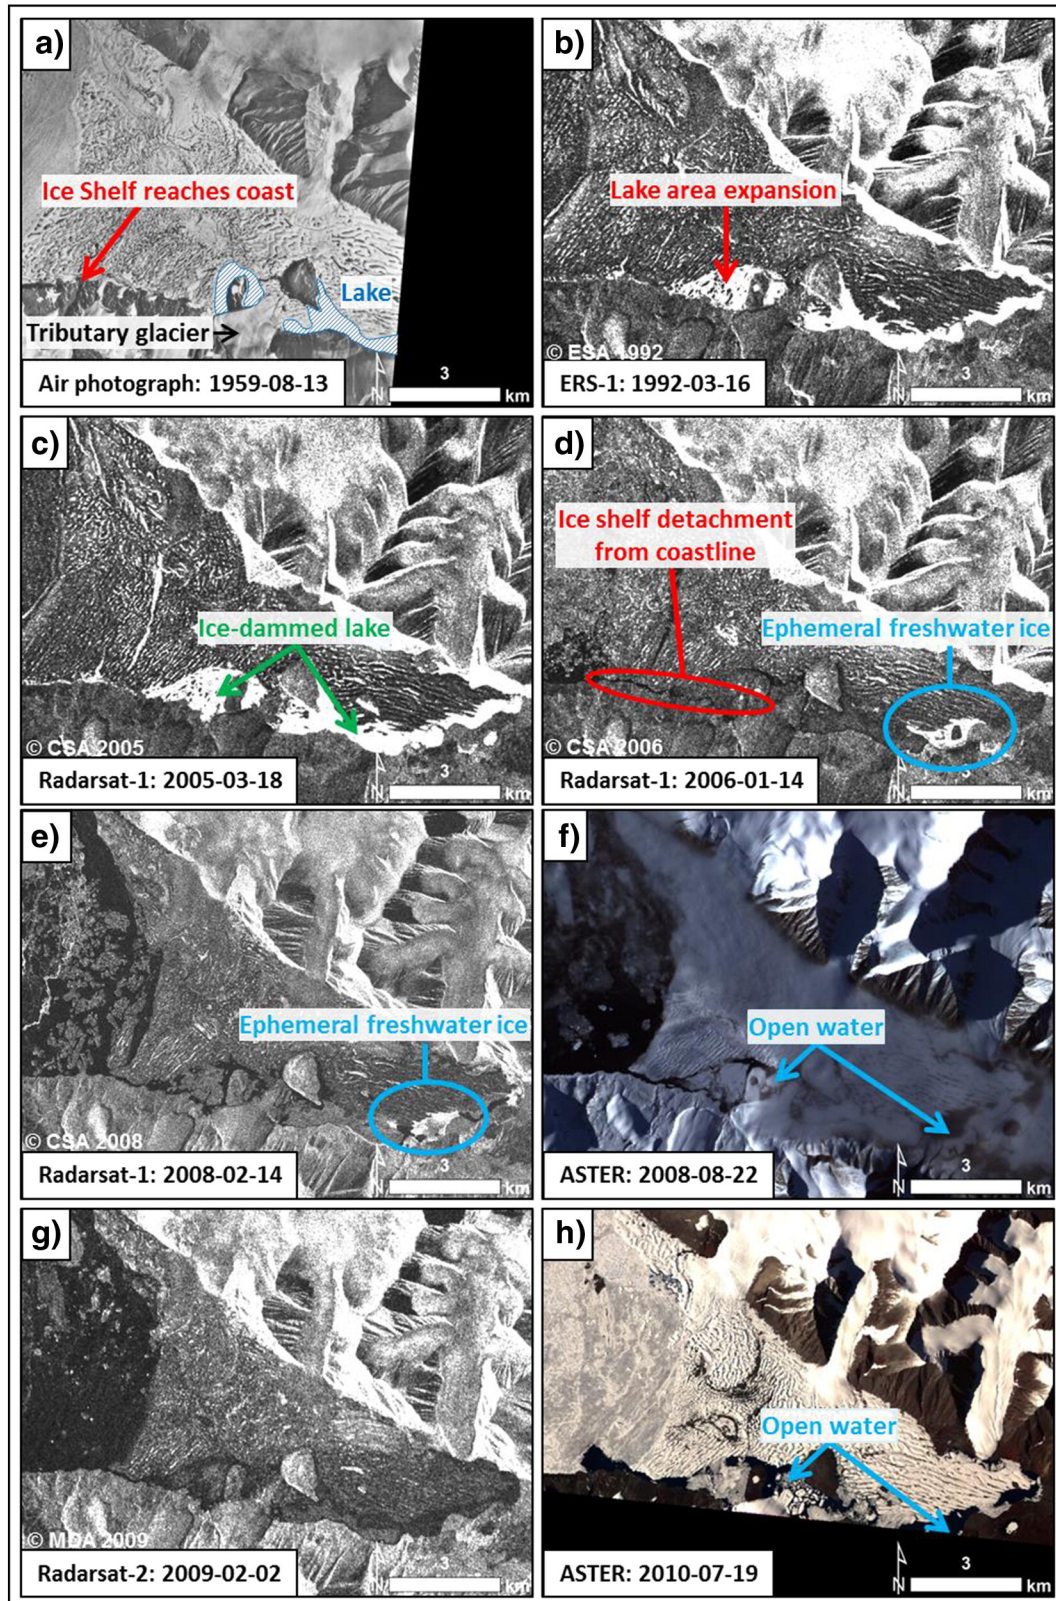 a)
Ice Shelf reaches coast
Lake
Tributary glacier
Air photograph: 1959-08-13
N
3
km
b)
Lake area expansion
© ESA 1992
ERS-1: 1992-03-16
N
3
km
c)
Ice-dammed lake
© CSA 2005
Radarsat-1: 2005-03-18
N
3
km
d)
Ice shelf detachment
from coastline
Ephemeral freshwater ice
© CSA 2006
Radarsat-1: 2006-01-14
N
3
km
e)
Ephemeral freshwater ice
© CSA 2008
Radarsat-1: 2008-02-14
N
3
km
f)
Open water
ASTER: 2008-08-22
N
3
km
g)
© MDA 2009
Radarsat-2: 2009-02-02
N
3
km
h)
Open water
ASTER: 2010-07-19
N
3
km